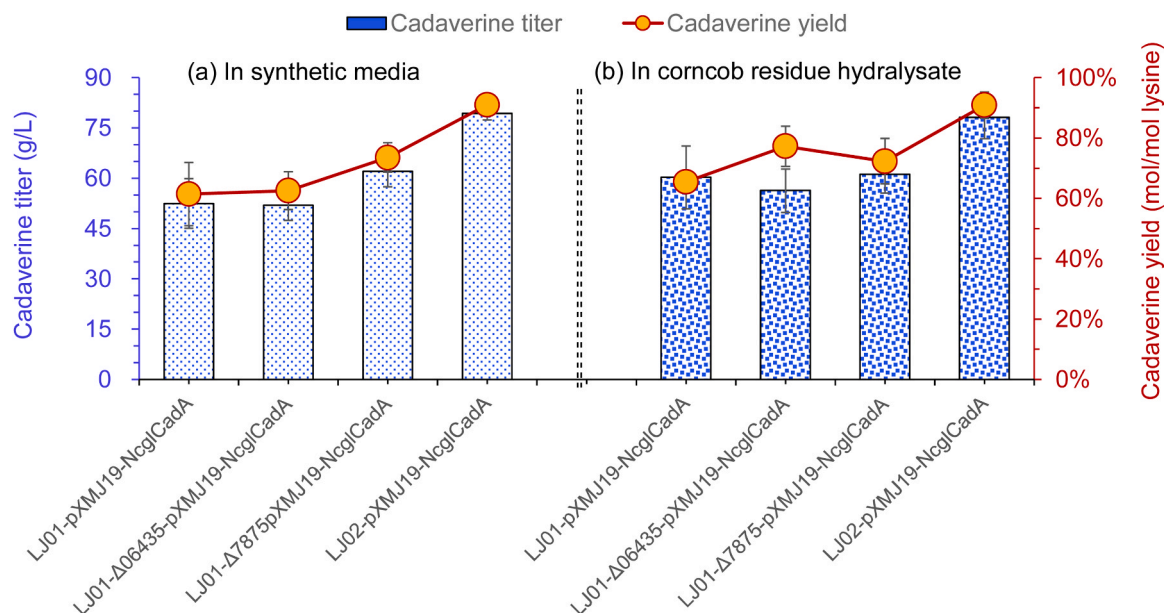 Cadaverine titer Cadaverine yield
(a) In synthetic media (b) In corncob residue hydralysate
Cadaverine titer (g/L)
90
75
60
45
30
15
0
100%
80%
60%
40%
20%
0%
Cadaverine yield (mol/mol lysine)
LJ01-pXMJ19-NcglCadA
LJ01-Δ06435-pXMJ19-NcglCadA
LJ01-Δ7875pXMJ19-NcglCadA
LJ02-pXMJ19-NcglCadA
LJ01-pXMJ19-NcglCadA
LJ01-Δ06435-pXMJ19-NcglCadA
LJ01-Δ7875-pXMJ19-NcglCadA
LJ02-pXMJ19-NcglCadA